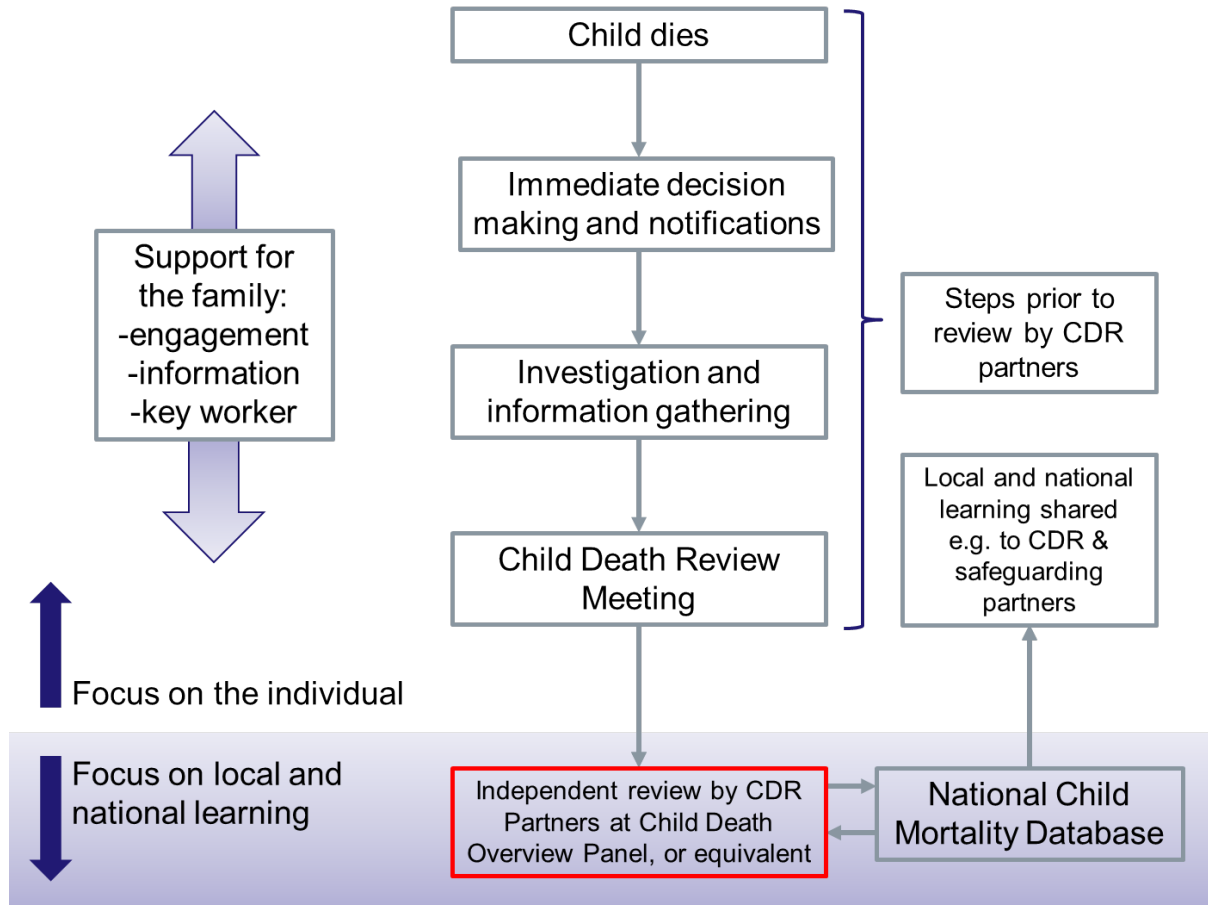 Child dies
Immediate decision
making and notifications
Support for
the family:
-engagement
-information
-key worker
Steps prior to
review by CDR
partners
Investigation and
information gathering
Local and national
learning shared
e.g. to CDR &
safeguarding
partners
Child Death Review
Meeting
Focus on the individual
Focus on local and
national learning
Independent review by CDR
Partners at Child Death
Overview Panel, or equivalent
National Child
Mortality Database